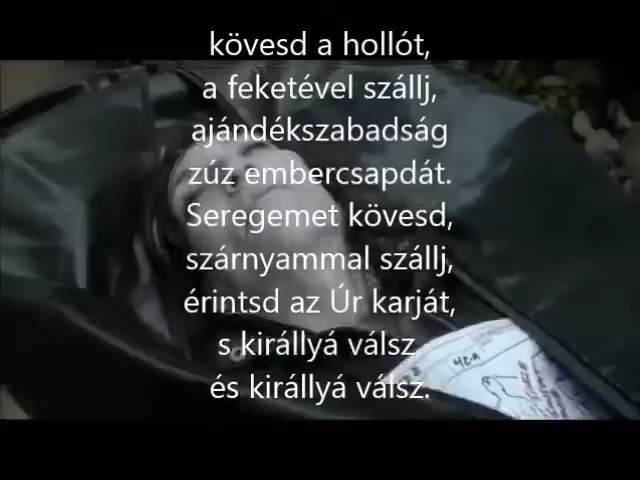 kövesd a hollót,
a feketével szállj,
ajándékszabadság
zúz embercsapdát.
Seregemet kövesd,
szárnyammal szállj,
érintsd az Úr karját,
s királlyá válsz
és királlyá válsz.